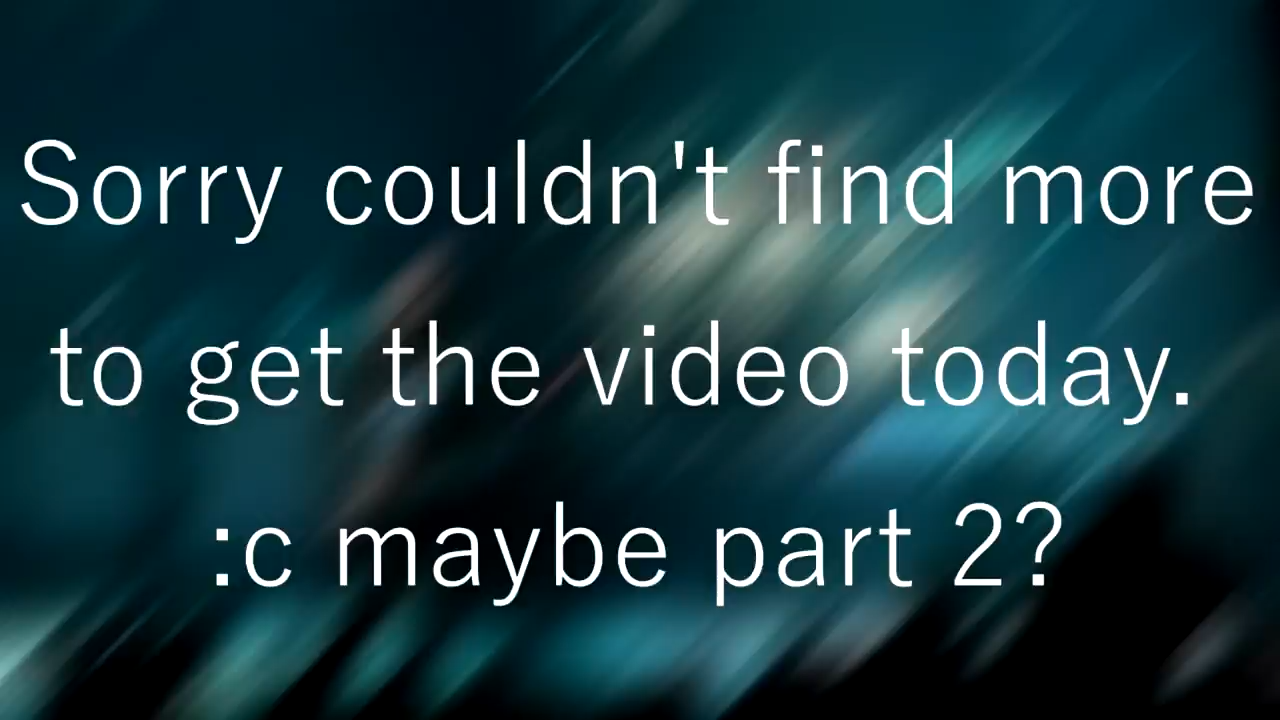 Sorry couldn't find more
to get the video today.
:c maybe part 2?